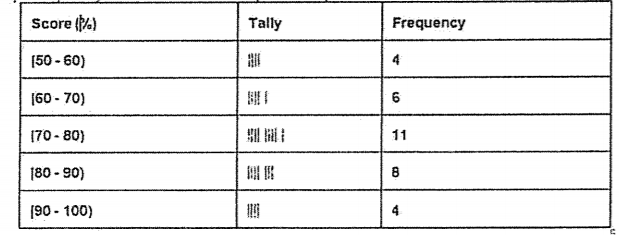 Score (%) Tally Frequency
[50 - 60) |||| 4
[60 - 70) 6
[70 - 80) 11
[80 - 90) 8
[90 - 100) |||| 4